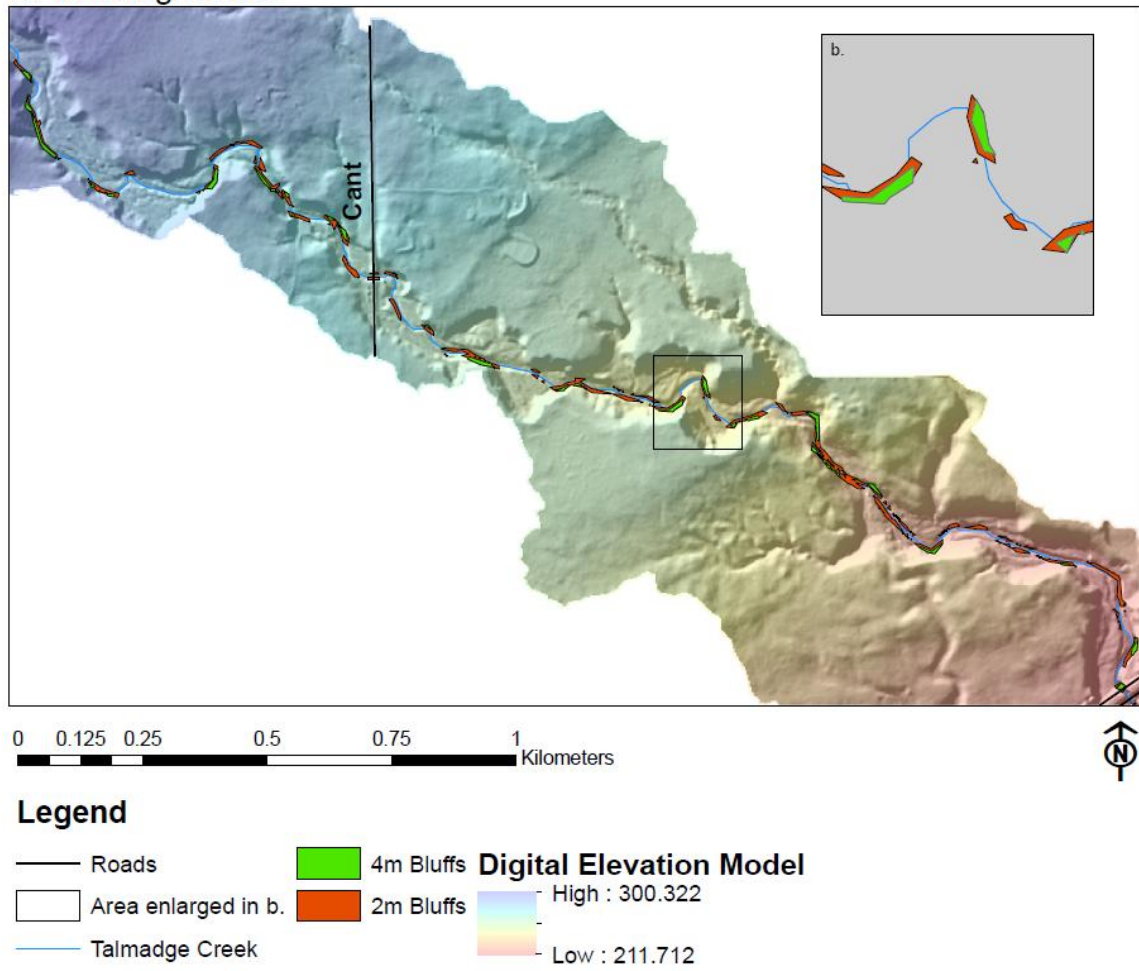 b.
Cant
0 0.125 0.25 0.5 0.75 1
Kilometers
N
Legend
Roads
Area enlarged in b.
Talmadge Creek
4m Bluffs
2m Bluffs
Digital Elevation Model
High : 300.322
Low : 211.712